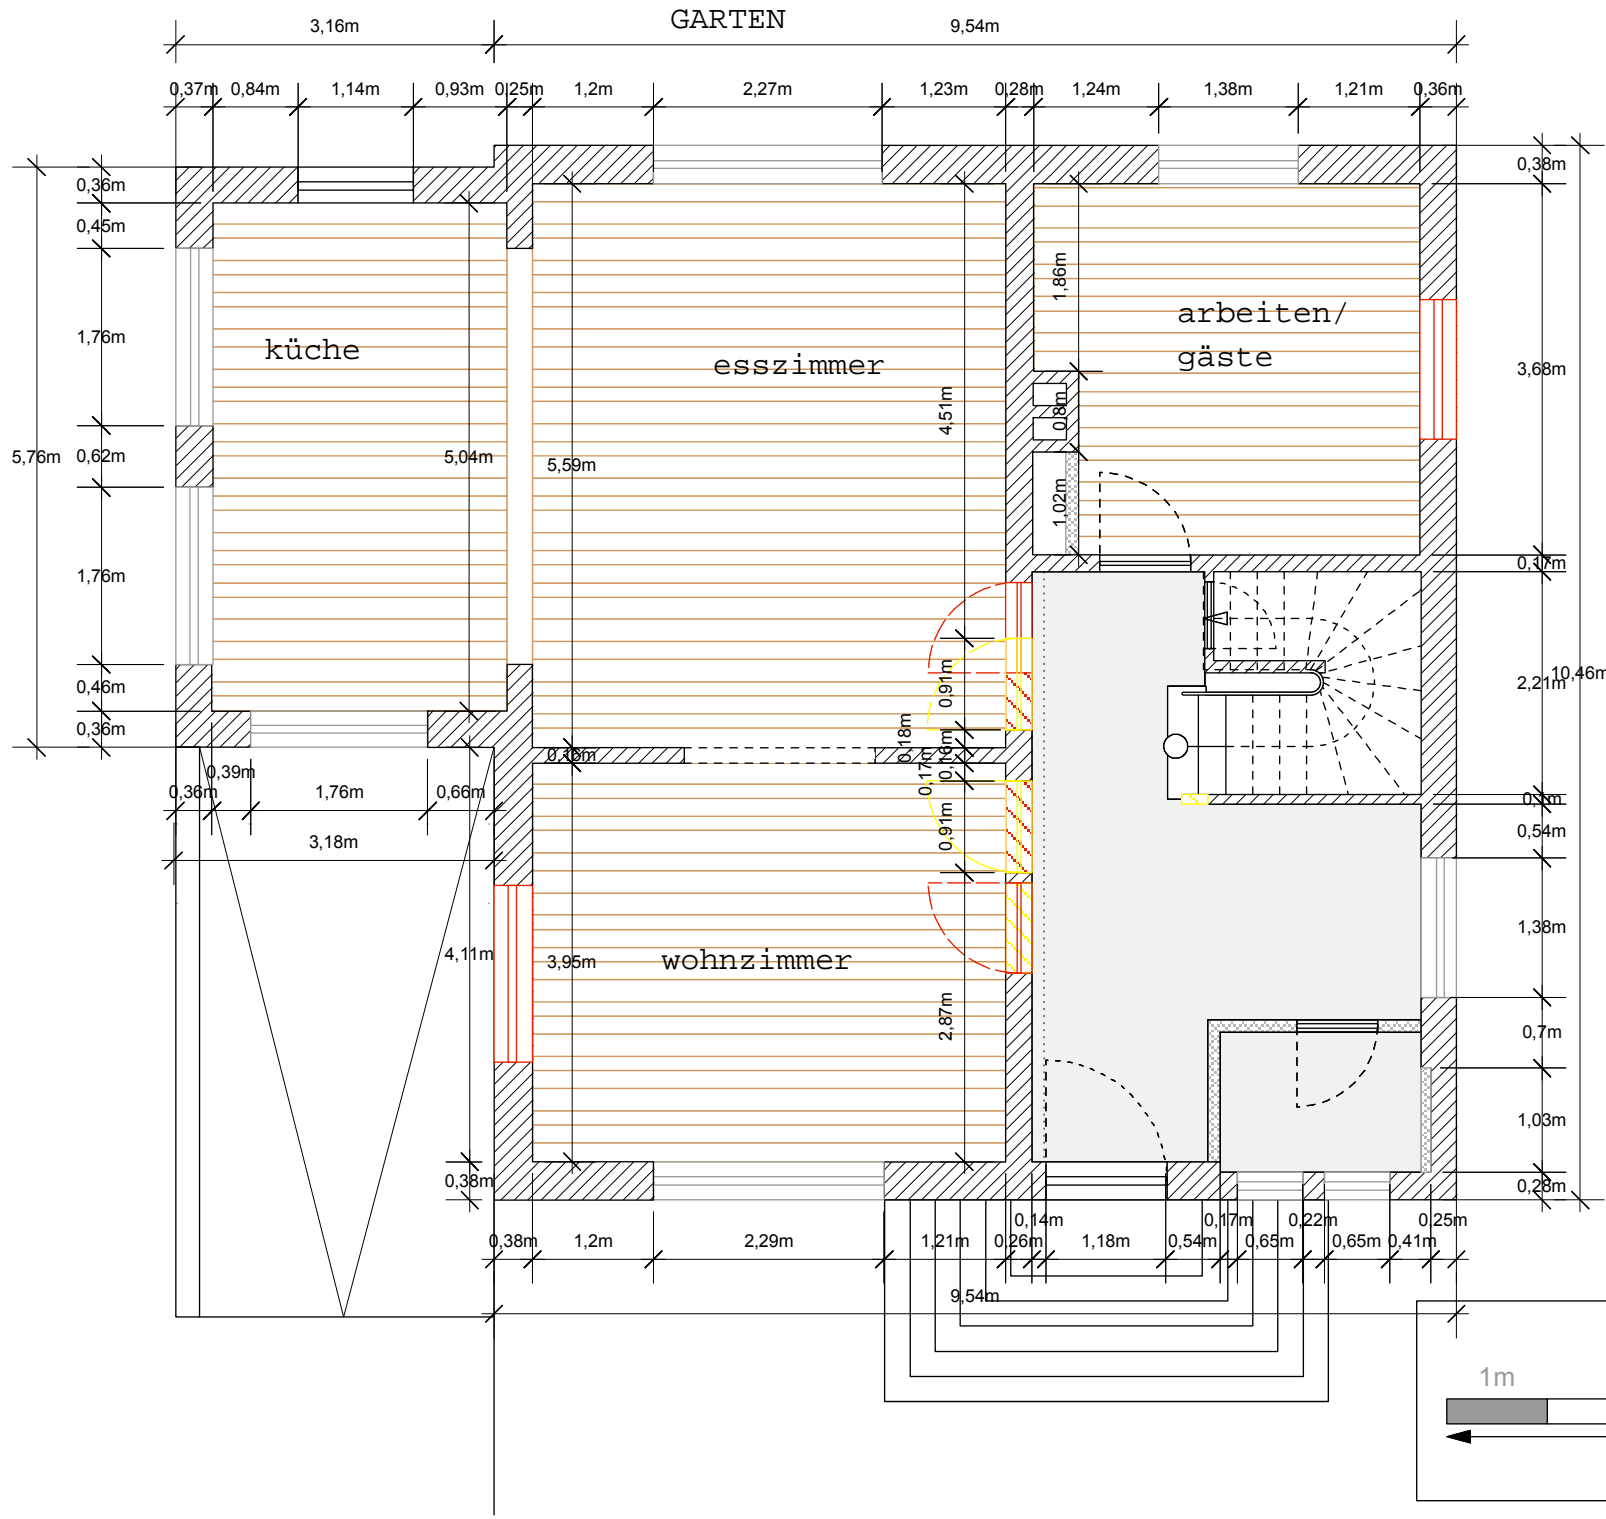 GARTEN
3,16m
9,54m
0,37m 0,84m 1,14m 0,93m 0,25m 1,2m 2,27m 1,23m 0,28m 1,24m 1,38m 1,21m 0,36m
0,36m
0,45m
1,76m
5,76m
0,62m
1,76m
0,46m
0,36m
küche
5,04m
esszimmer
5,59m
4,51m
arbeiten/
gäste
1,86m
0,8m
1,02m
0,38m
3,68m
0,17m
2,21m
10,46m
0,54m
1,38m
0,7m
1,03m
0,28m
0,91m
0,18m
0,16m
0,16m
0,17m
0,91m
0,39m
0,36m 1,76m 0,66m
3,18m
4,11m
3,95m
wohnzimmer
2,87m
0,38m
0,14m 0,17m 0,22m 0,25m
0,38m 1,2m 2,29m 1,21m 0,26m 1,18m 0,54m 0,65m 0,65m 0,41m
9,54m
1m